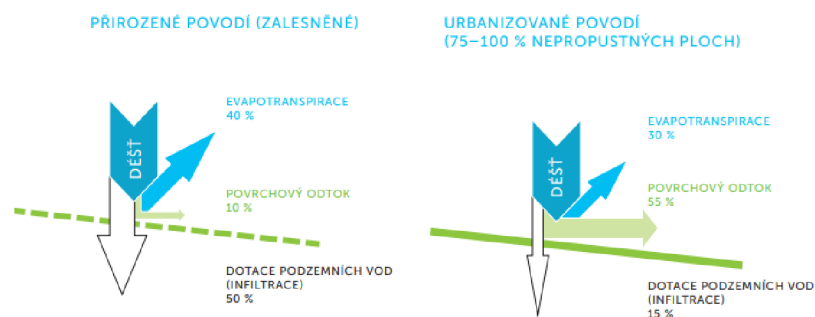 PŘIROZENÉ POVODÍ (ZALESNĚNÉ)
DÉŠŤ
EVAPOTRANSPIRACE
40 %
POVRCHOVÝ ODTOK
10 %
DOTACE PODZEMNÍCH VOD
(INFILTRACE)
50 %
URBANIZOVANÉ POVODÍ
(75–100 % NEPROPUSTNÝCH PLOCH)
DÉŠŤ
EVAPOTRANSPIRACE
30 %
POVRCHOVÝ ODTOK
55 %
DOTACE PODZEMNÍCH VOD
(INFILTRACE)
15 %